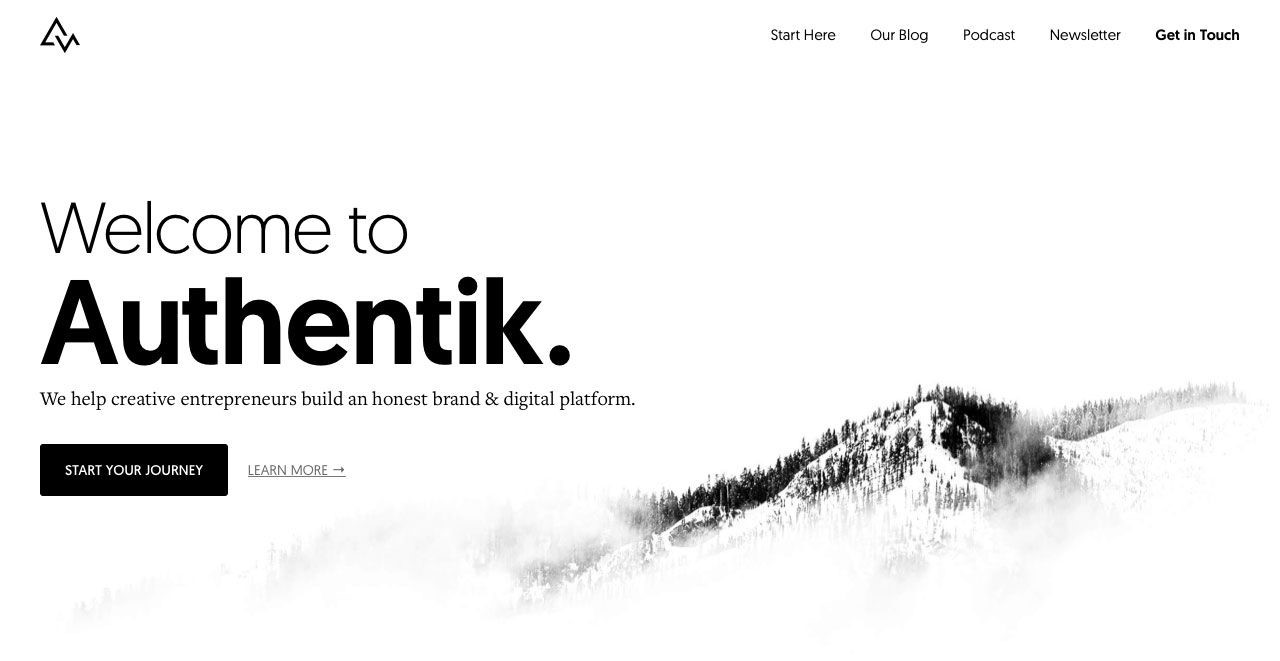 Start Here
Our Blog
Podcast
Newsletter
Get in Touch
Welcome to
Authentik.
We help creative entrepreneurs build an honest brand & digital platform.
START YOUR JOURNEY
LEARN MORE →